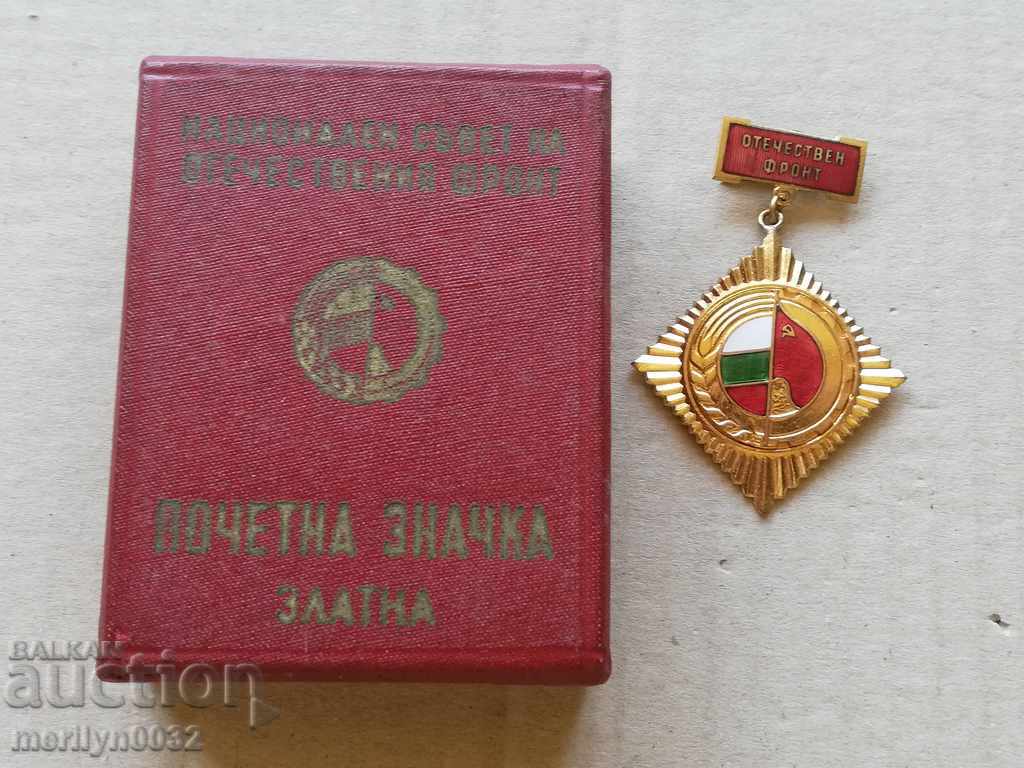 НАЦИОНАЛЕН СЪВЕТ НА
ОТЕЧЕСТВЕНИЯ ФРОНТ
ПОЧЕТНА ЗНАЧКА
ЗЛАТНА
ОТЕЧЕСТВЕН
ФРОНТ
BALKAN
auction
merilyn0032